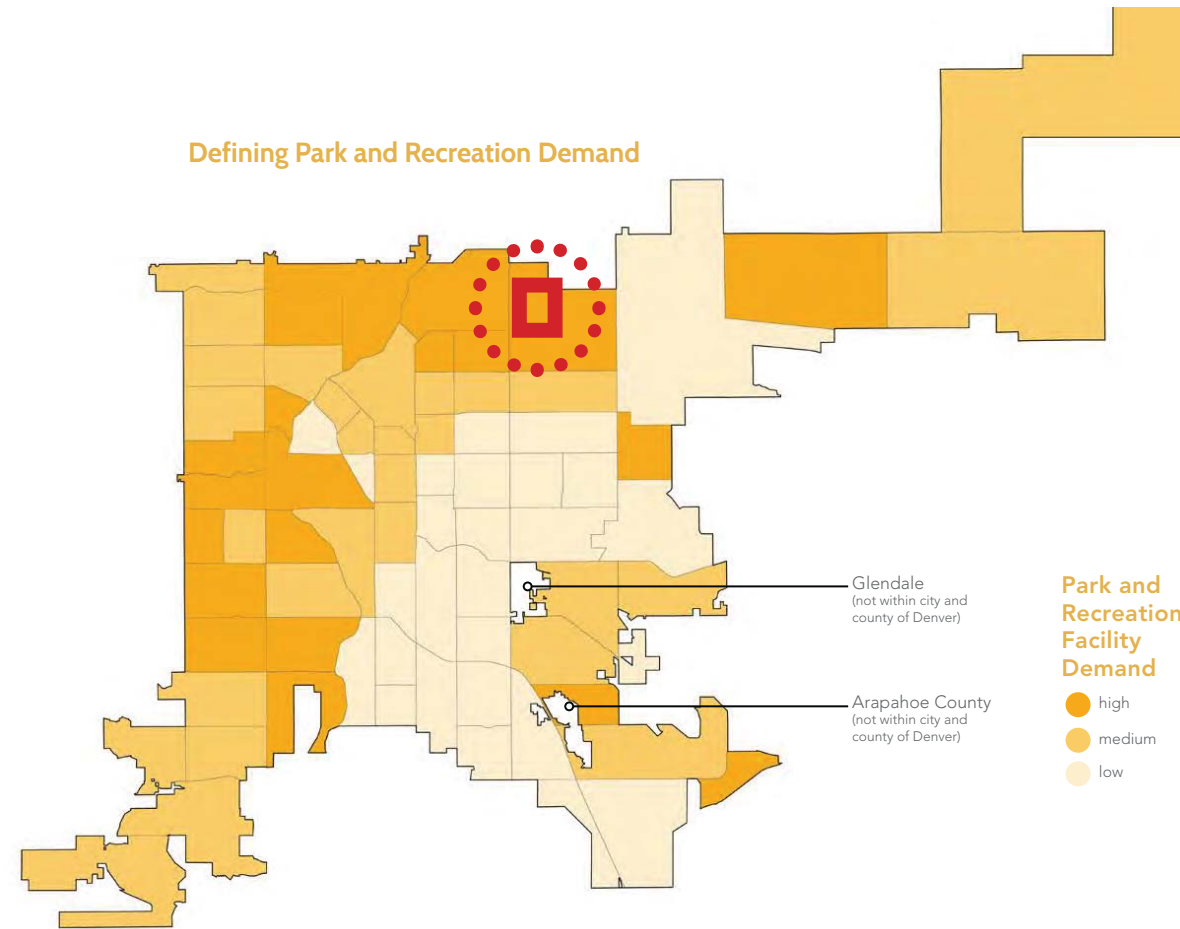 Defining Park and Recreation Demand
Glendale
(not within city and
county of Denver)
Arapahoe County
(not within city and
county of Denver)
Park and
Recreation
Facility
Demand
high
medium
low